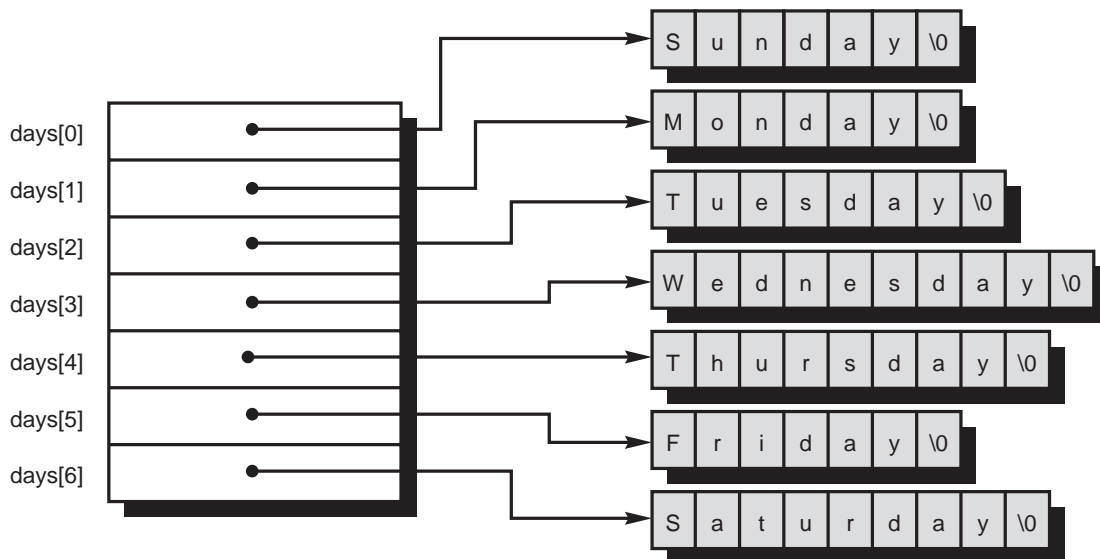 S u n d a y \0
days[0] M o n d a y \0
days[1] T u e s d a y \0
days[2]
days[3] W e d n e s d a y \0
days[4] T h u r s d a y \0
days[5] F r i d a y \0
days[6] S a t u r d a y \0